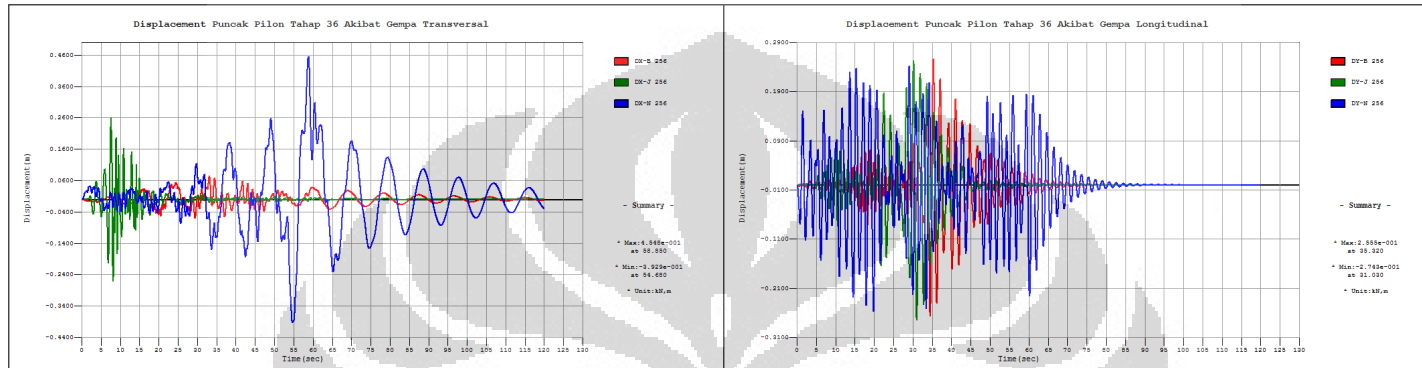 Displacement Puncak Pilon Tahap 36 Akibat Gempa Transversal
0.4600
0.3600
0.2600
0.1600
0.0600
-0.0400
-0.1400
-0.2400
-0.3400
-0.4400
Displacement(m)
0 5 10 15 20 25 30 35 40 45 50 55 60 65 70 75 80 85 90 95 100 105 110 115 120 125 130
Time(sec)
DX-B 256
DX-J 256
DX-N 256
- Summary -
* Max:4.548e-001
at 58.880
* Min:-3.929e-001
at 54.680
* Unit:kN,m
Displacement Puncak Pilon Tahap 36 Akibat Gempa Longitudinal
0.2900
0.1900
0.0900
-0.0100
-0.1100
-0.2100
-0.3100
Displacement(m)
0 5 10 15 20 25 30 35 40 45 50 55 60 65 70 75 80 85 90 95 100 105 110 115 120 125 130
Time(sec)
DY-B 256
DY-J 256
DY-N 256
- Summary -
* Max:2.555e-001
at 35.320
* Min:-2.743e-001
at 31.030
* Unit:kN,m